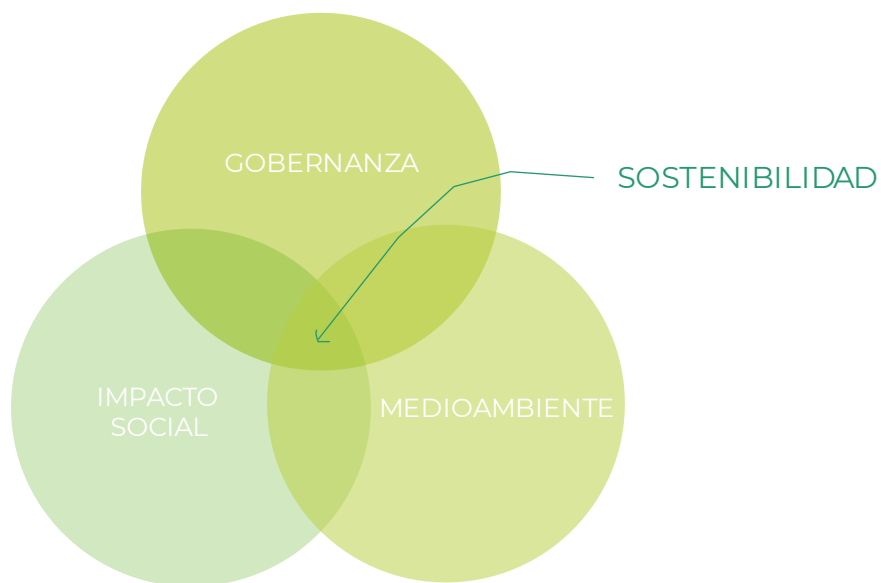 GOBERNANZA
SOSTENIBILIDAD
IMPACTO
SOCIAL
MEDIOAMBIENTE